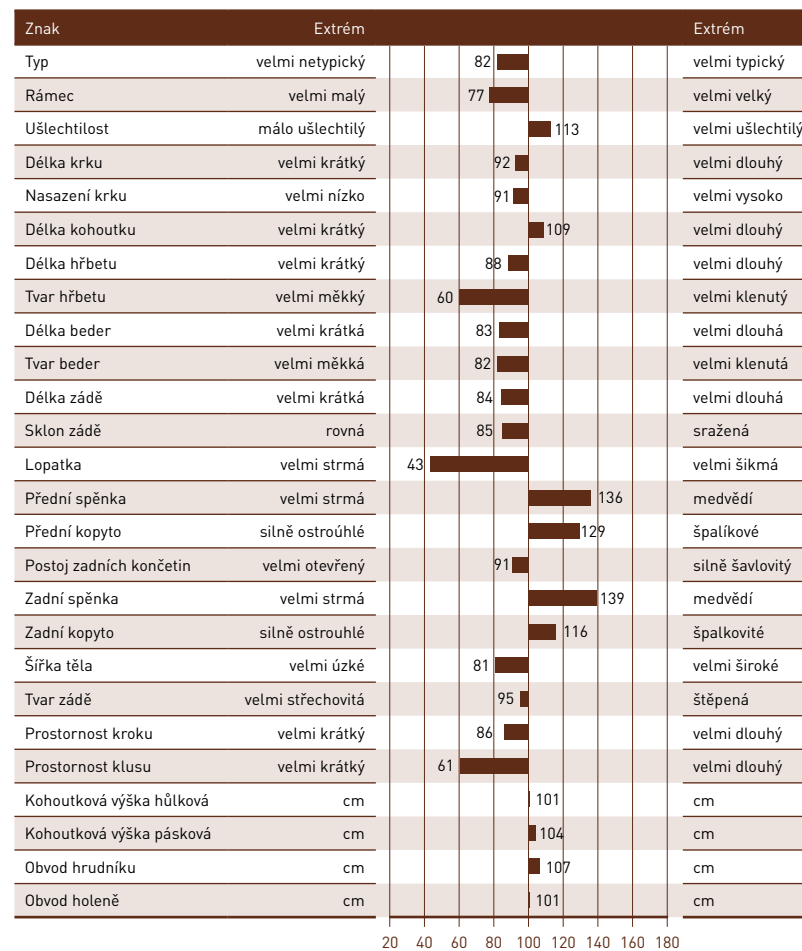 Znak Extrém Extrém
Typ velmi netypický 82 velmi typický
Rámec velmi malý 77 velmi velký
Ušlechtilost málo ušlechtilý 113 velmi ušlechtilý
Délka krku velmi krátký 92 velmi dlouhý
Nasazení krku velmi nízko 91 velmi vysoko
Délka kohoutku velmi krátký 109 velmi dlouhý
Délka hřbetu velmi krátký 88 velmi dlouhý
Tvar hřbetu velmi měkký 60 velmi klenutý
Délka beder velmi krátká 83 velmi dlouhá
Tvar beder velmi měkká 82 velmi klenutá
Délka zádě velmi krátká 84 velmi dlouhá
Sklon zádě rovná 85 sražená
Lopatka velmi strmá 43 velmi šikmá
Přední spěnka velmi strmá 136 medvědí
Přední kopyto silně ostroúhlé 129 špalíkové
Postoj zadních končetin velmi otevřený 91 silně šavlovitý
Zadní spěnka velmi strmá 139 medvědí
Zadní kopyto silně ostrouhlé 116 špalkovité
Šířka těla velmi úzké 81 velmi široké
Tvar zádě velmi střechovitá 95 štěpená
Prostornost kroku velmi krátký 86 velmi dlouhý
Prostornost klusu velmi krátký 61 velmi dlouhý
Kohoutková výška hůlková cm 101 cm
Kohoutková výška pásková cm 104 cm
Obvod hrudníku cm 107 cm
Obvod holeně cm 101 cm
20 40 60 80 100 120 140 160 180